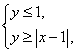 y ≤ 1,
y ≥ |x − 1|,